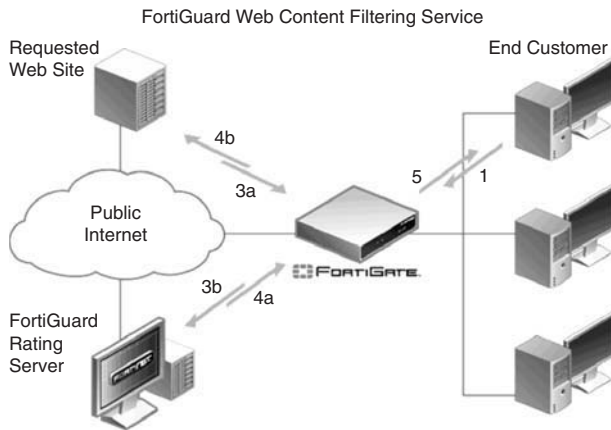 FortiGuard Web Content Filtering Service
Requested
Web Site
End Customer
4b
3a
5
1
Public
Internet
FORTIGATE.
3b
4a
FortiGuard
Rating
Server
FORTINET